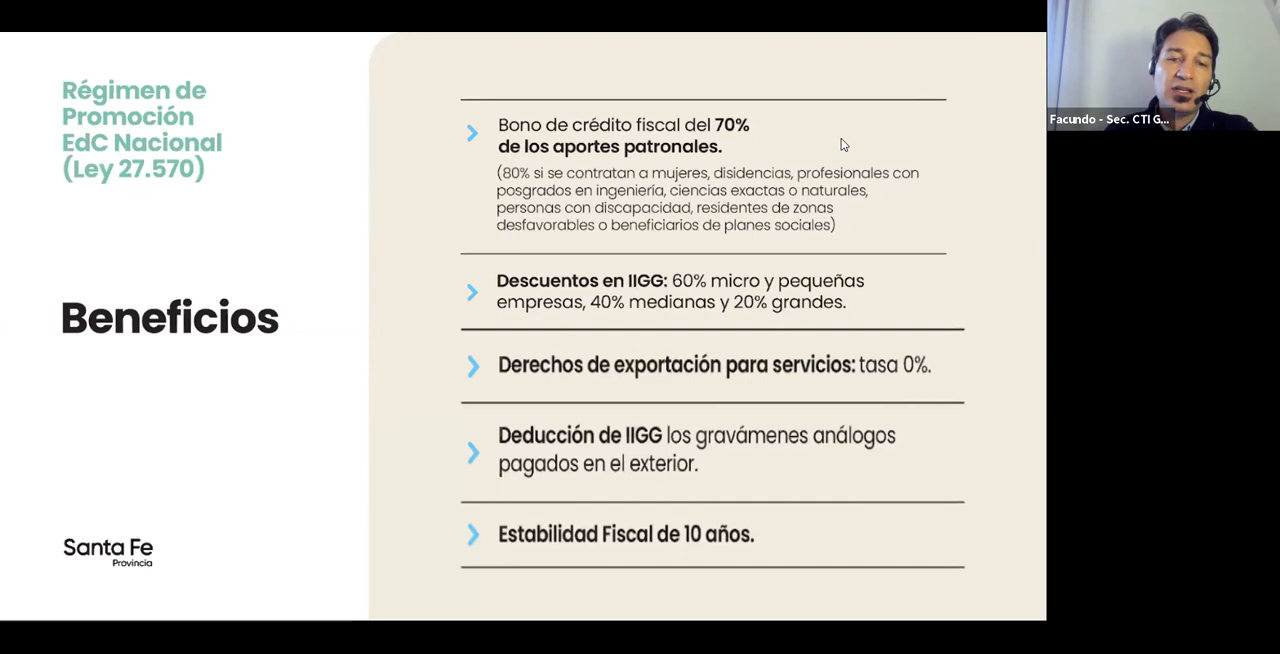 Régimen de
Promoción
EdC Nacional
(Ley 27.570)
Beneficios
Santa Fe
Provincia
Bono de crédito fiscal del 70%
de los aportes patronales.
(80% si se contratan a mujeres, disidencias, profesionales con
posgrados en ingeniería, ciencias exactas o naturales,
personas con discapacidad, residentes de zonas
desfavorables o beneficiarios de planes sociales)
Descuentos en IIGG: 60% micro y pequeñas
empresas, 40% medianas y 20% grandes.
Derechos de exportación para servicios: tasa 0%.
Deducción de IIGG los gravámenes análogos
pagados en el exterior.
Estabilidad Fiscal de 10 años.
Facundo - Sec. CTI G...